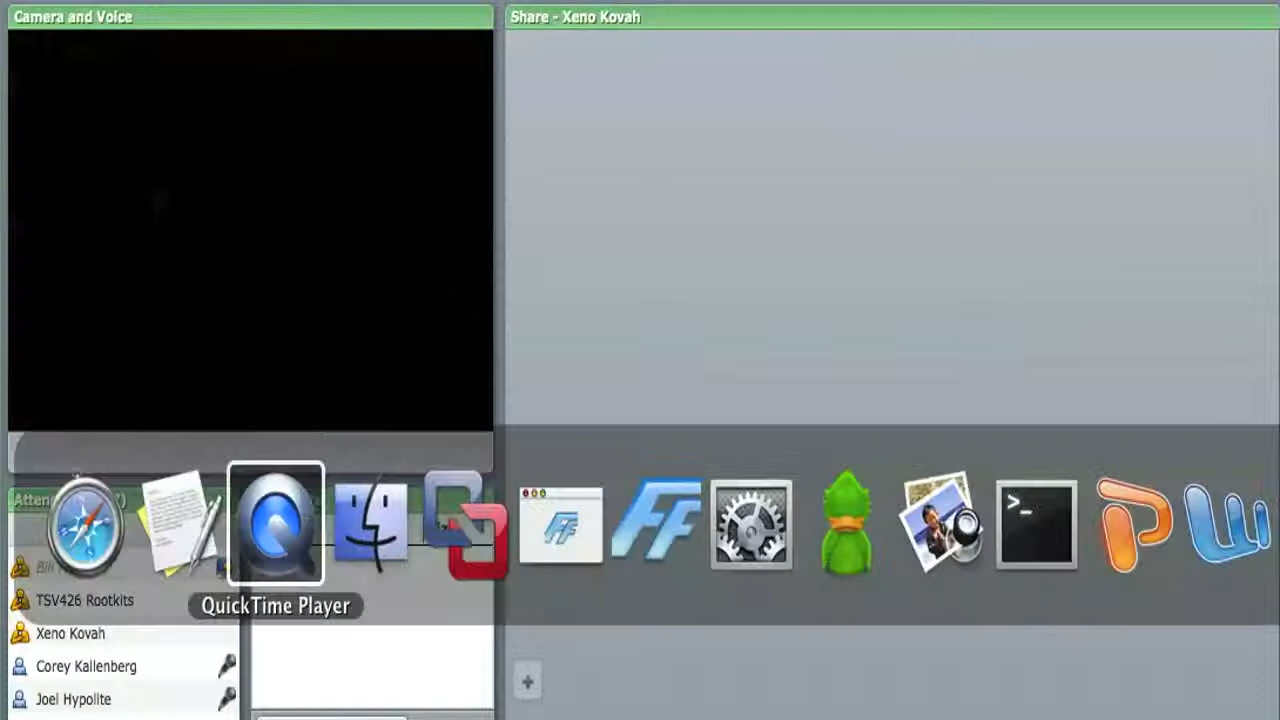 Camera and Voice
Share - Xeno Kovah
QuickTime Player
TSV426 Rootkits
Xeno Kovah
Corey Kallenberg
Joel Hypolite